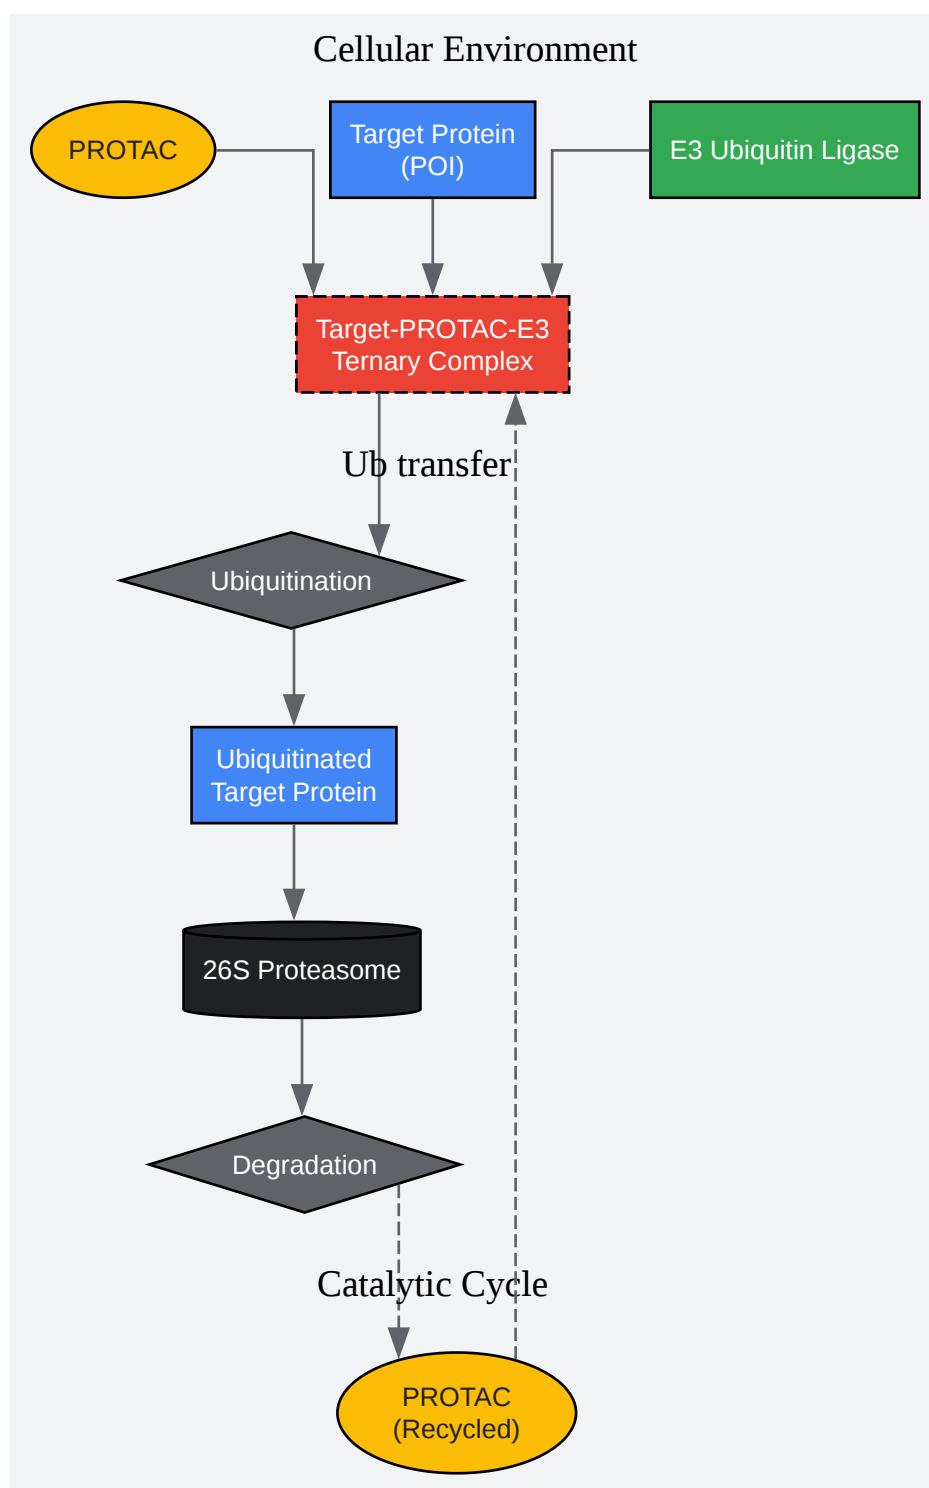 Cellular Environment
PROTAC
Target Protein
(POI)
E3 Ubiquitin Ligase
Target-PROTAC-E3
Ternary Complex
Ub transfer
Ubiquitination
Ubiquitinated
Target Protein
26S Proteasome
Degradation
Catalytic Cycle
PROTAC
(Recycled)